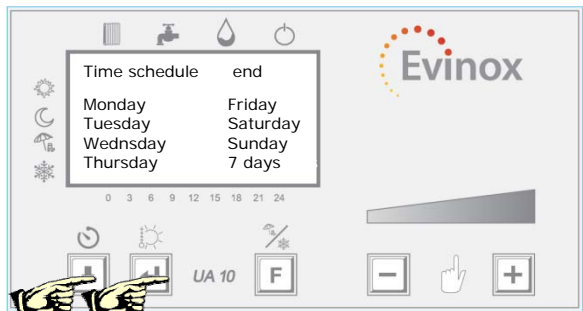 Evinox
Time schedule end
Monday Friday
Tuesday Saturday
Wednsday Sunday
Thursday 7 days
0 3 6 9 12 15 18 21 24
UA 10 F - +